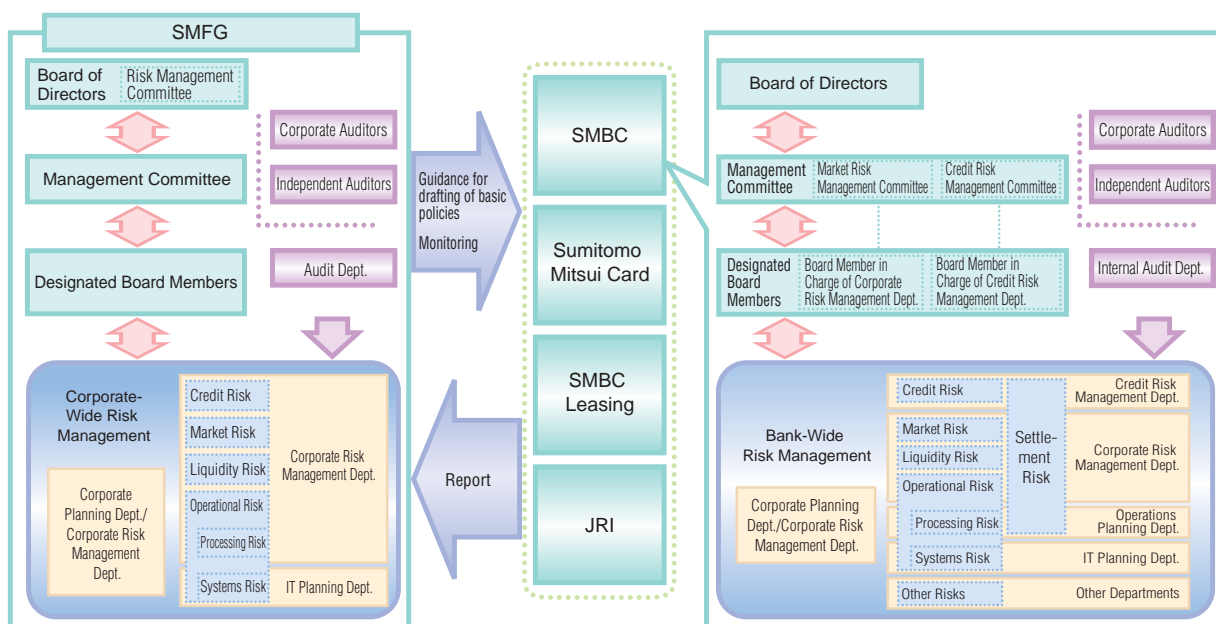 SMFG
Board of
Directors
Risk Management
Committee
Management Committee
Designated Board Members
Corporate Auditors
Independent Auditors
Audit Dept.
Corporate-
Wide Risk
Management
Corporate
Planning Dept./
Corporate Risk
Management
Dept.
Credit Risk
Market Risk
Liquidity Risk
Operational Risk
Processing Risk
Systems Risk
Corporate Risk
Management Dept.
IT Planning Dept.
Guidance for
drafting of basic
policies
Monitoring
Report
SMBC
Sumitomo
Mitsui Card
SMBC
Leasing
JRI
Board of Directors
Management
Committee
Market Risk
Management Committee
Credit Risk
Management Committee
Designated
Board
Members
Board Member in
Charge of Corporate
Risk Management Dept.
Board Member in
Charge of Credit Risk
Management Dept.
Corporate Auditors
Independent Auditors
Internal Audit Dept.
Bank-Wide
Risk Management
Corporate Planning
Dept./Corporate Risk
Management Dept.
Credit Risk
Market Risk
Liquidity Risk
Operational Risk
Processing Risk
Systems Risk
Other Risks
Settle-
ment
Risk
Credit Risk
Management Dept.
Corporate Risk
Management Dept.
Operations
Planning Dept.
IT Planning Dept.
Other Departments